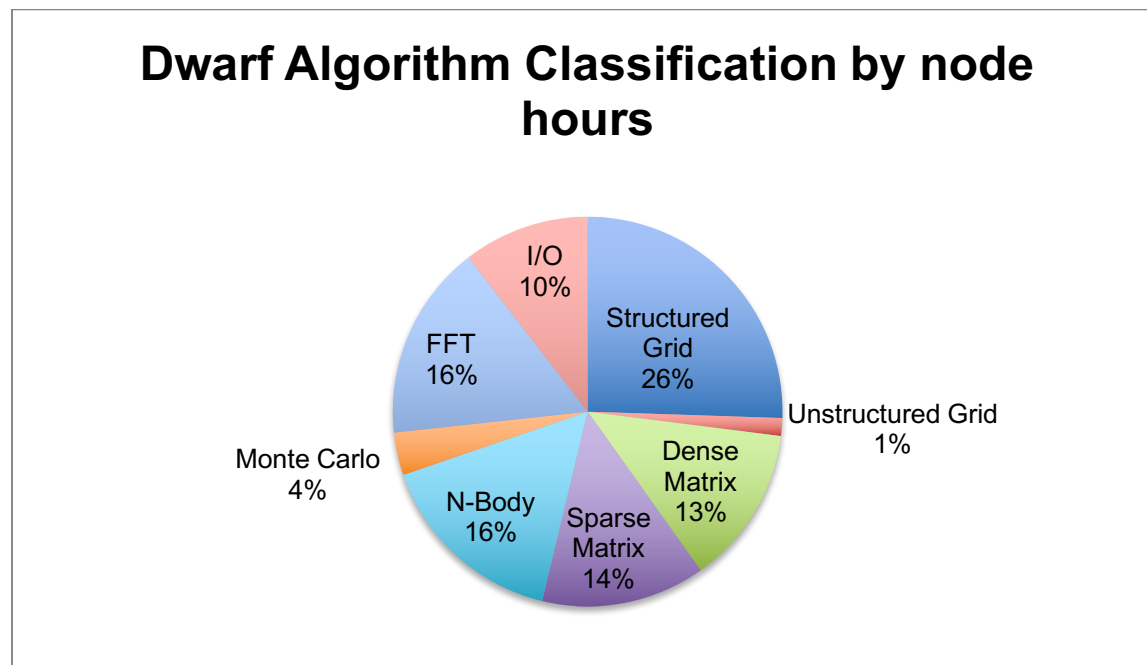 Dwarf Algorithm Classification by node
hours
I/O
10%
Structured
Grid
26%
FFT
16%
Unstructured Grid
1%
Monte Carlo
4%
Dense
Matrix
13%
N-Body
16%
Sparse
Matrix
14%